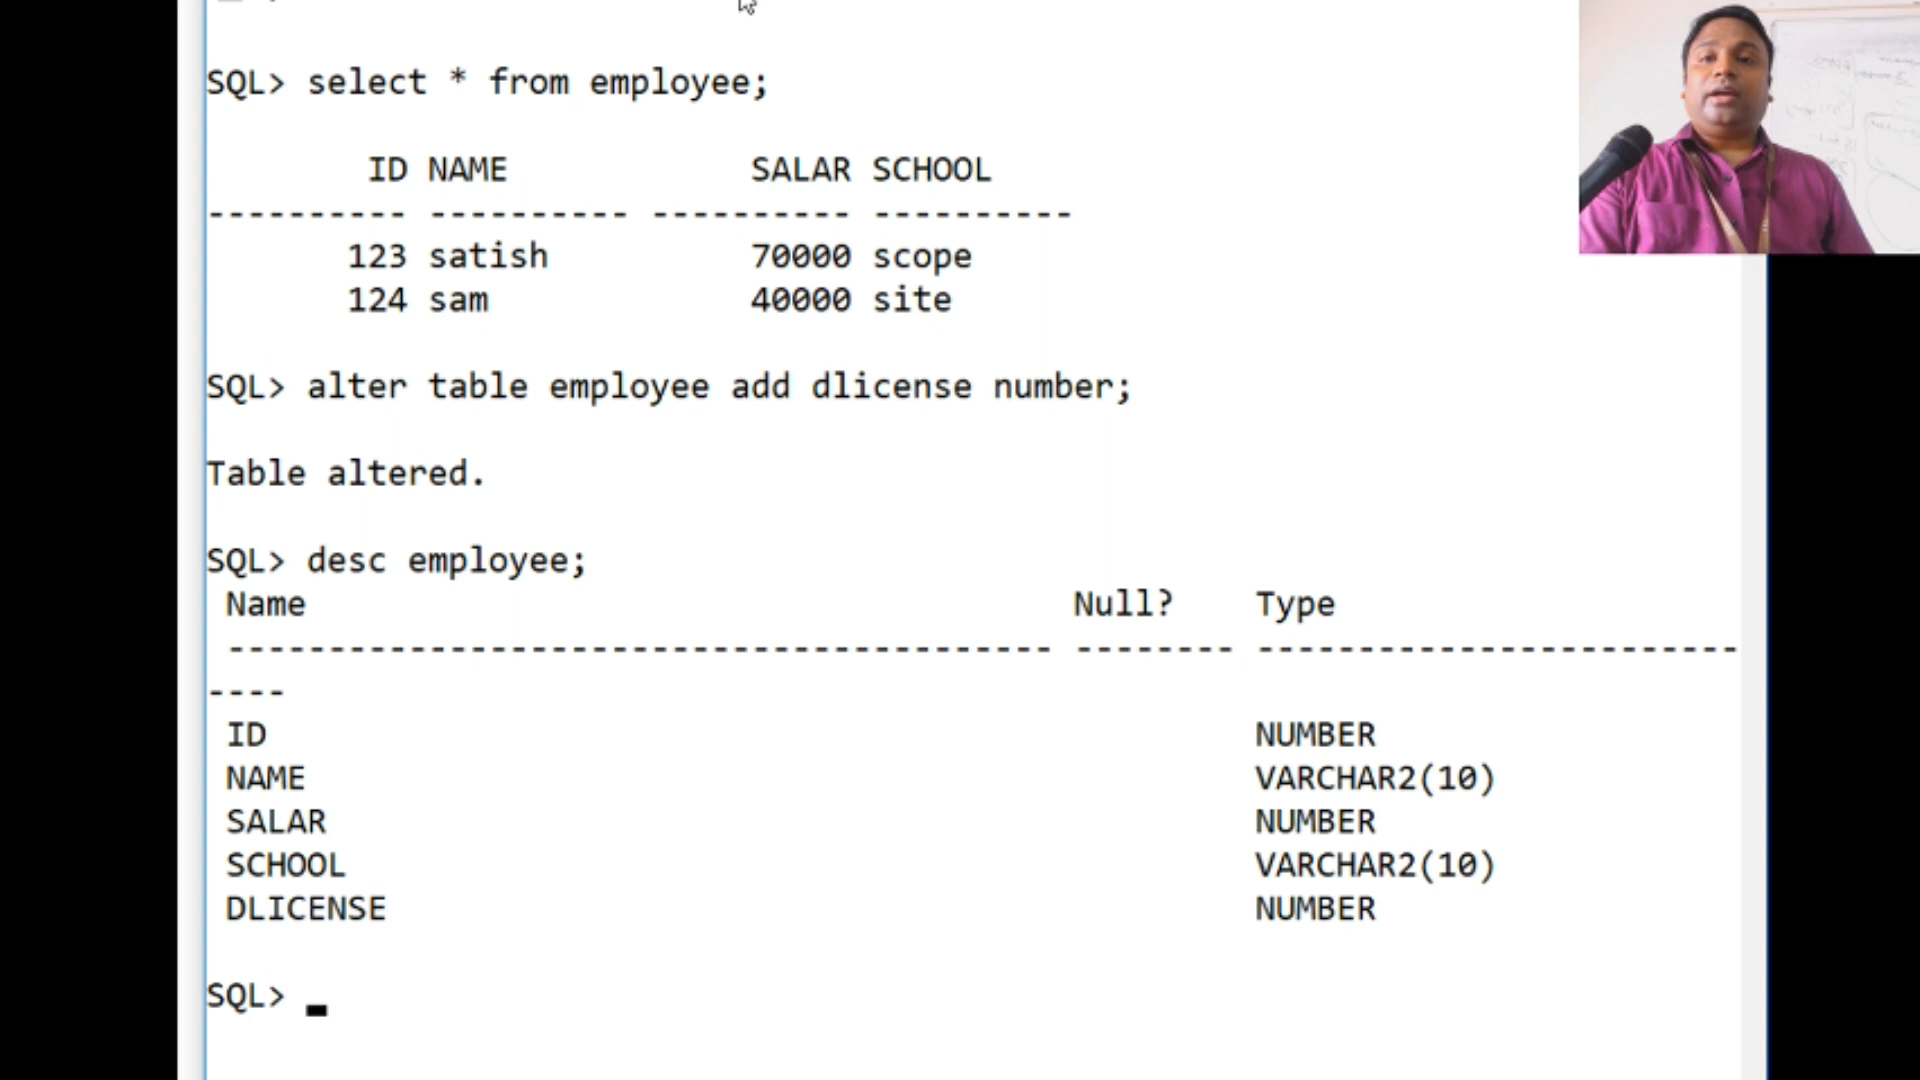 SQL> select * from employee;
ID NAME SALAR SCHOOL
---------- ---------- ---------- ----------
123 satish 70000 scope
124 sam 40000 site
SQL> alter table employee add dlicense number;
Table altered.
SQL> desc employee;
Name Null? Type
----------------------------------------- -------- ------------------------
----
ID NUMBER
NAME VARCHAR2(10)
SALAR NUMBER
SCHOOL VARCHAR2(10)
DLICENSE NUMBER
SQL>